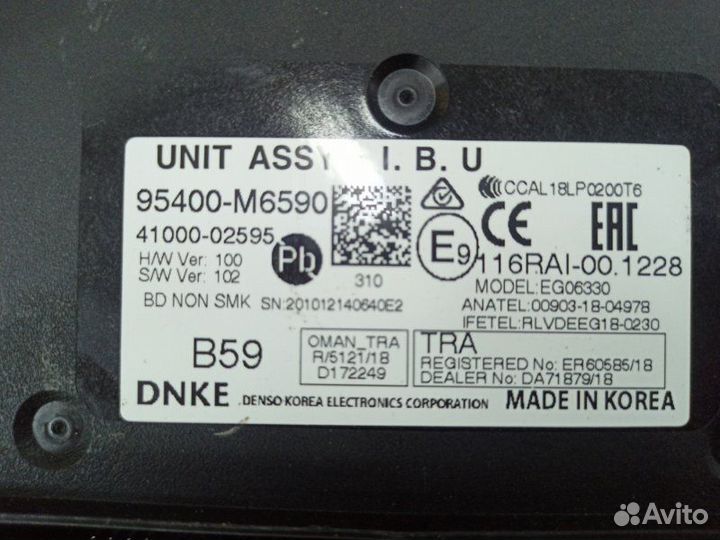 UNIT ASSY - I. B. U
95400-M6590
CCAL18LP0200T6
CE
EAC
41000-02595
Pb
E9
116RAI-00.1228
H/W Ver: 100
S/W Ver: 102
310
MODEL:EG06330
BD NON SMK SN:201012140640E2
ANATEL:00903-18-04978
IFETEL:RLVDEEG18-0230
B59
OMAN_TRA
R/5121/18
D172249
TRA
REGISTERED No: ER60585/18
DEALER No: DA71879/18
DNKE DENSO KOREA ELECTRONICS CORPORATION MADE IN KOREA
Avito